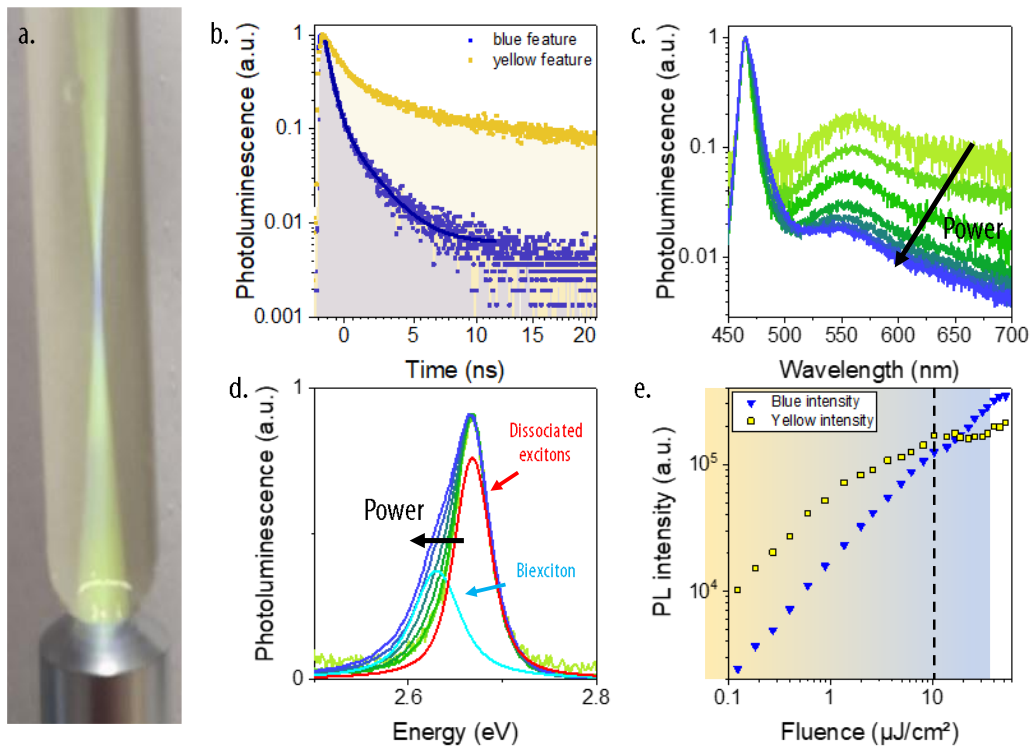 a.
b.
Photoluminescence (a.u.)
1
0.1
0.01
0.001
blue feature
yellow feature
0
5
10
15
20
Time (ns)
c.
Photoluminescence (a.u.)
1
0.1
0.01
Power
450
500
550
600
650
700
Wavelength (nm)
d.
Photoluminescence (a.u.)
1
0
Dissociated
excitons
Power
Biexciton
2.6
2.8
Energy (eV)
e.
PL intensity (a.u.)
10⁵
10⁴
Blue intensity
Yellow intensity
0.1
1
10
Fluence (µJ/cm²)